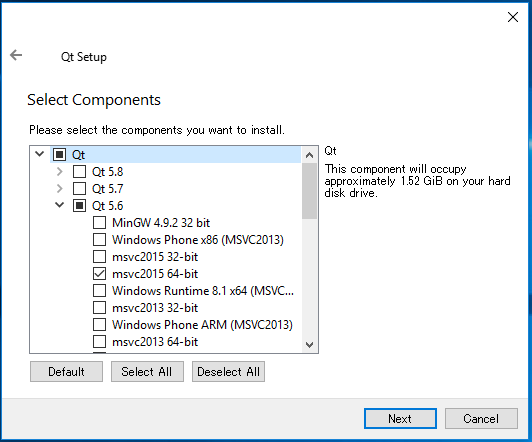 Qt Setup
Select Components
Please select the components you want to install.
Qt
Qt 5.8
Qt 5.7
Qt 5.6
MinGW 4.9.2 32 bit
Windows Phone x86 (MSVC2013)
msvc2015 32-bit
msvc2015 64-bit
Windows Runtime 8.1 x64 (MSVC...
msvc2013 32-bit
Windows Phone ARM (MSVC2013)
msvc2013 64-bit
Qt
This component will occupy
approximately 1.52 GiB on your hard
disk drive.
Default
Select All
Deselect All
Next
Cancel